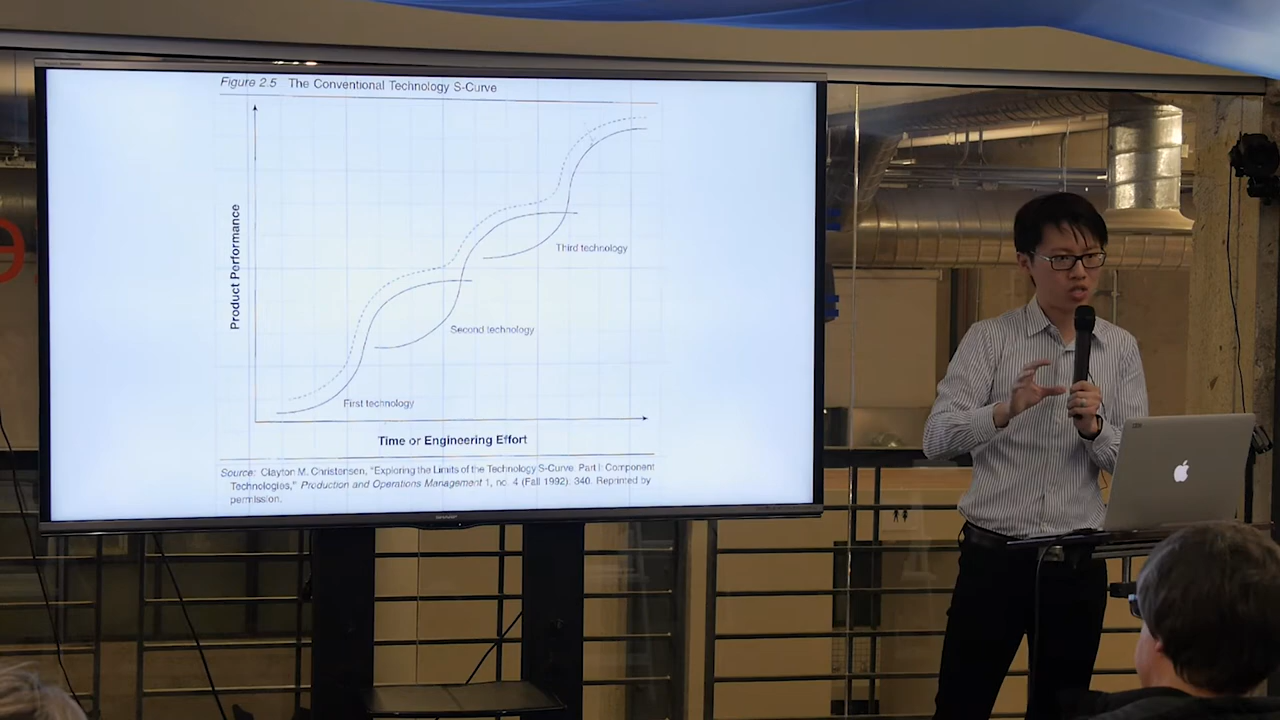 Figure 2.5 The Conventional Technology S-Curve
Product Performance
Third technology
Second technology
First technology
Time or Engineering Effort
Source: Clayton M. Christensen, "Exploring the Limits of the Technology S-Curve. Part I: Component
Technologies," Production and Operations Management 1, no. 4 (Fall 1992): 340. Reprinted by
permission.
SHARP